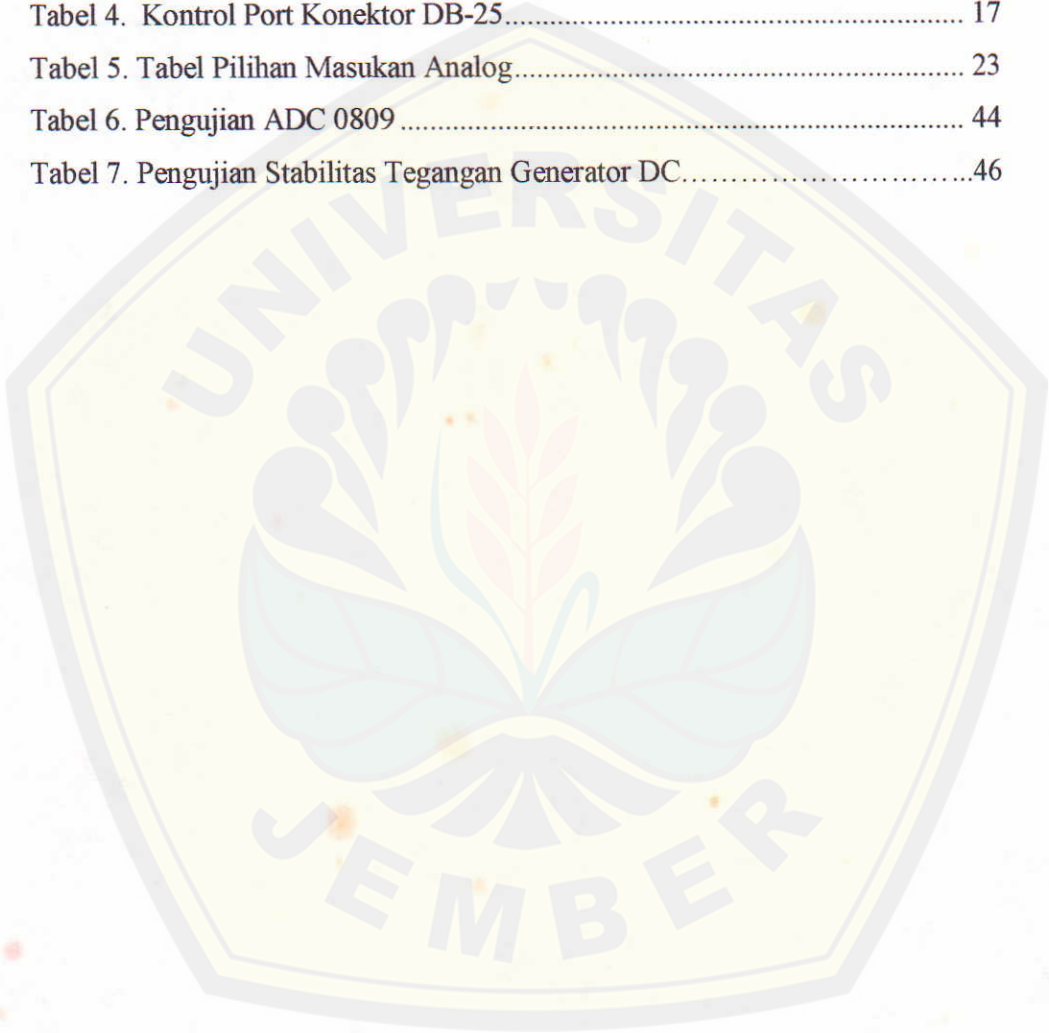 Tabel 4. Kontrol Port Konektor DB-25.......................................................................... 17
Tabel 5. Tabel Pilihan Masukan Analog........................................................................ 23
Tabel 6. Pengujian ADC 0809 .......................................................................................... 44
Tabel 7. Pengujian Stabilitas Tegangan Generator DC..............................46
UNIVERSITAS
JEMBER